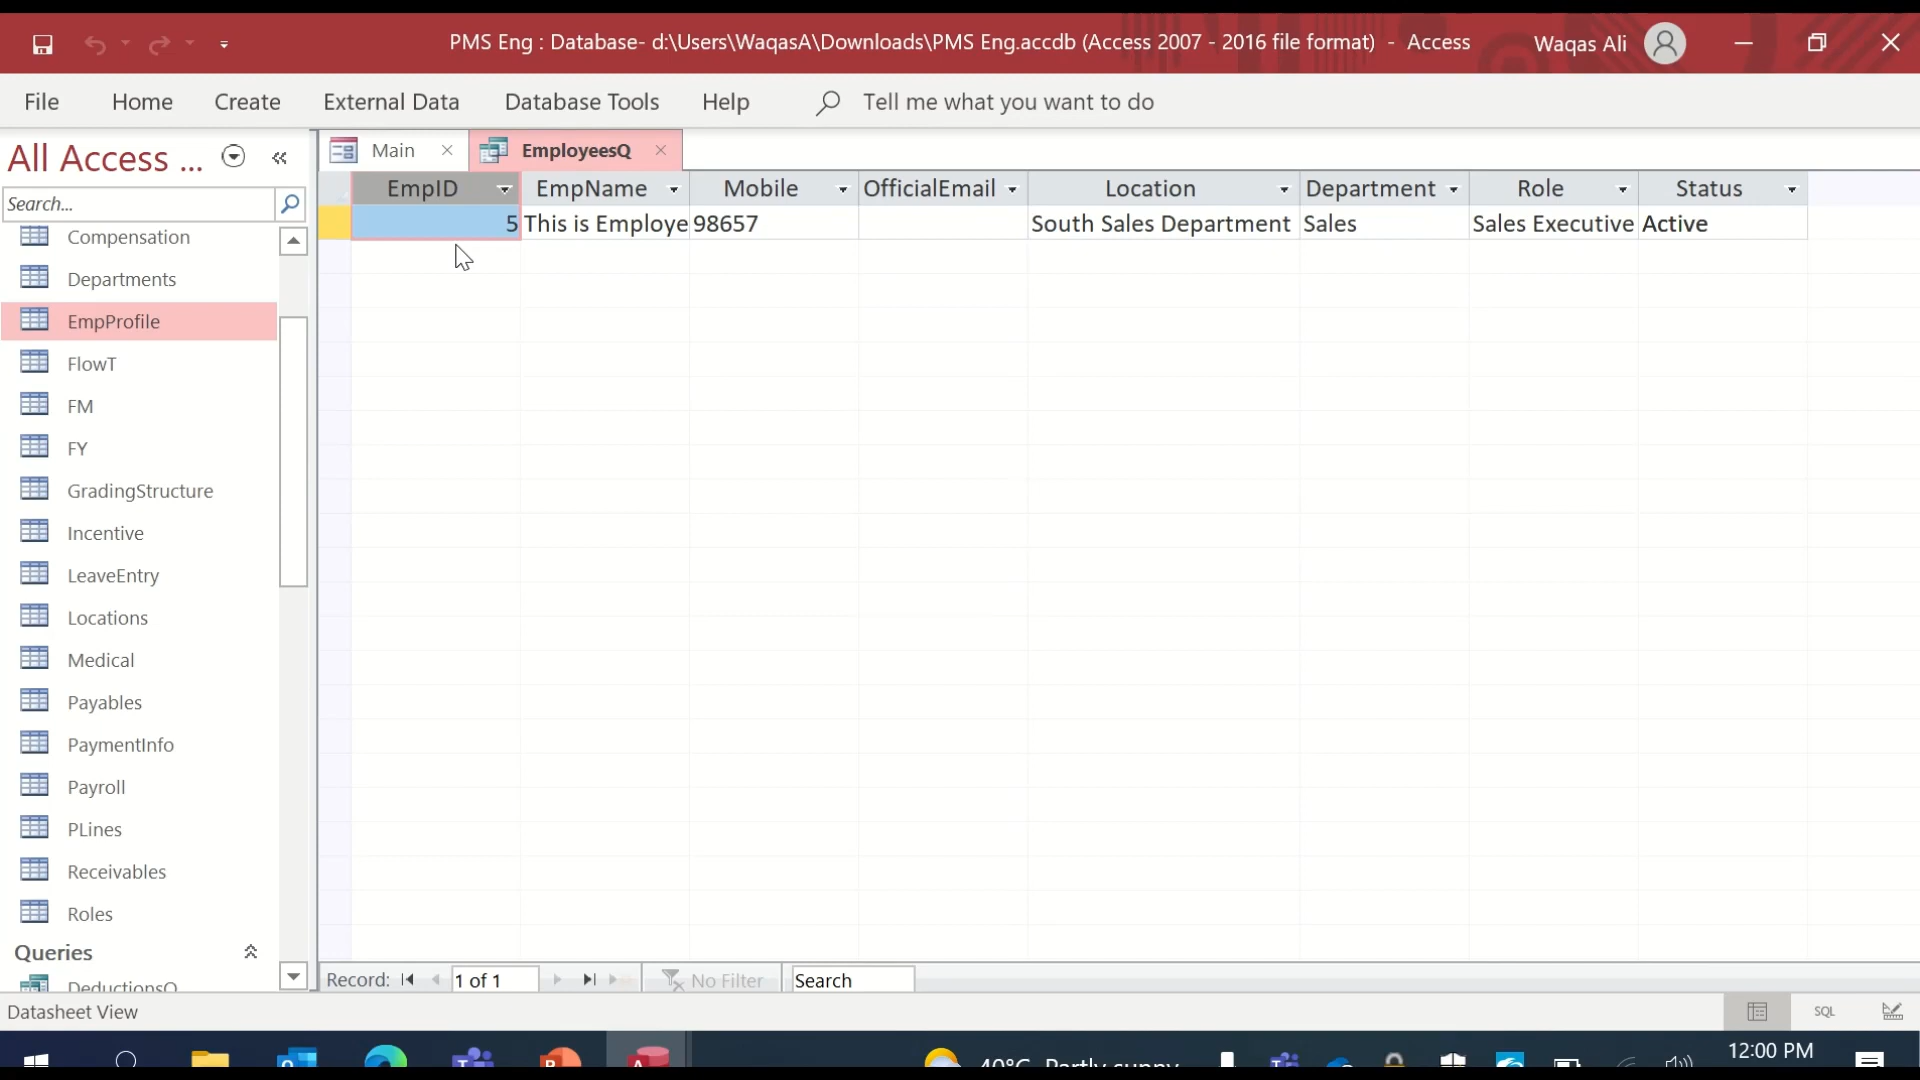 PMS Eng : Database- d:\Users\WaqasA\Downloads\PMS Eng.accdb (Access 2007 - 2016 file format) - Access
Waqas Ali
File Home Create External Data Database Tools Help Tell me what you want to do
All Access ...
Search...
Compensation
Departments
EmpProfile
FlowT
FM
FY
GradingStructure
Incentive
LeaveEntry
Locations
Medical
Payables
PaymentInfo
Payroll
PLines
Receivables
Roles
Queries
DeductionsQ
Main EmployeesQ
EmpID EmpName Mobile OfficialEmail Location Department Role Status
5 This is Employe 98657 South Sales Department Sales Sales Executive Active
Record: 1 of 1 No Filter Search
Datasheet View
SQL
40°C Partly sunny
12:00 PM